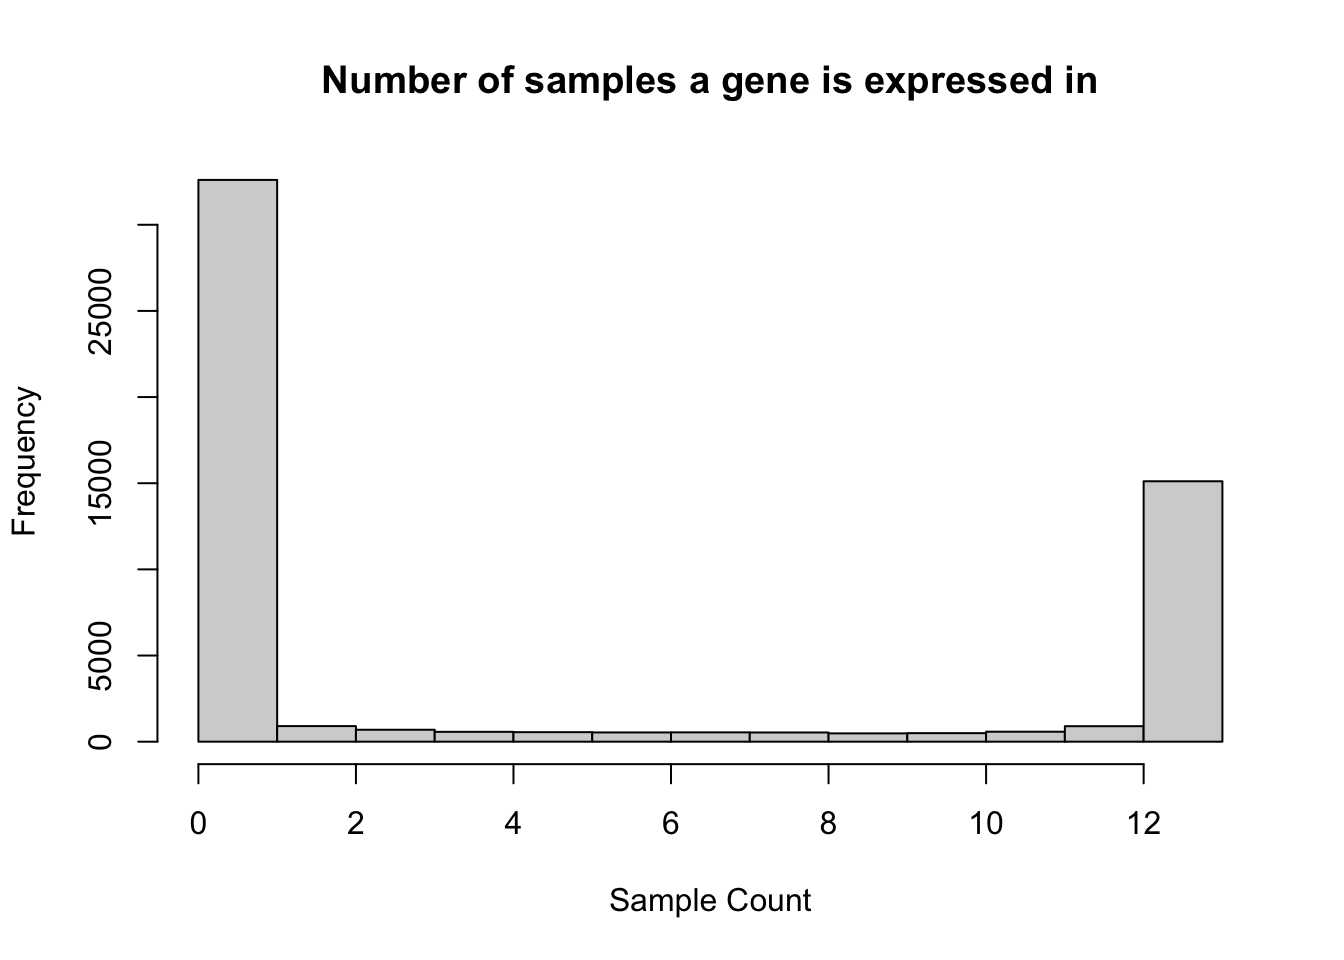 Number of samples a gene is expressed in
Frequency
25000
15000
5000
0
0 2 4 6 8 10 12
Sample Count